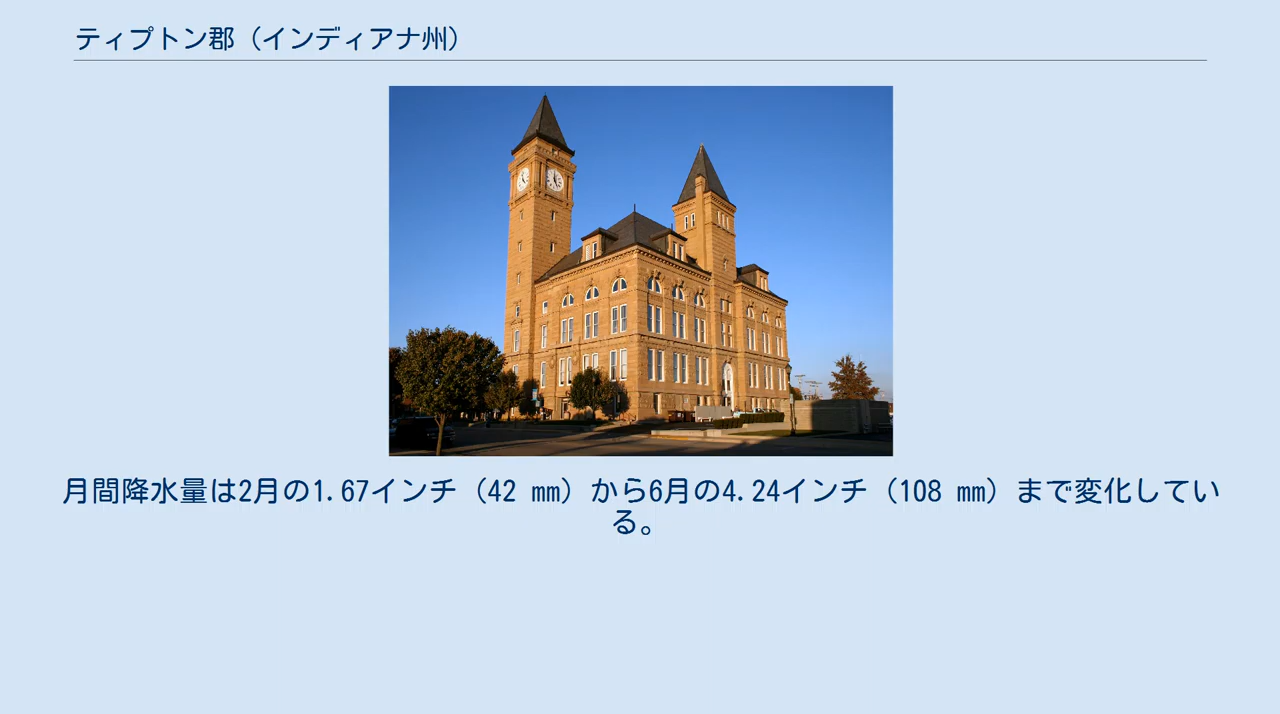 ティプトン郡（インディアナ州）
月間降水量は2月の1.67インチ（42 mm）から6月の4.24インチ（108 mm）まで変化してい
る。